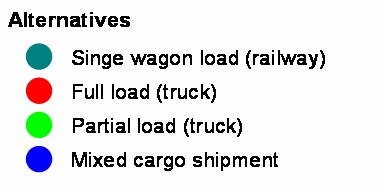 Alternatives
Singe wagon load (railway)
Full load (truck)
Partial load (truck)
Mixed cargo shipment